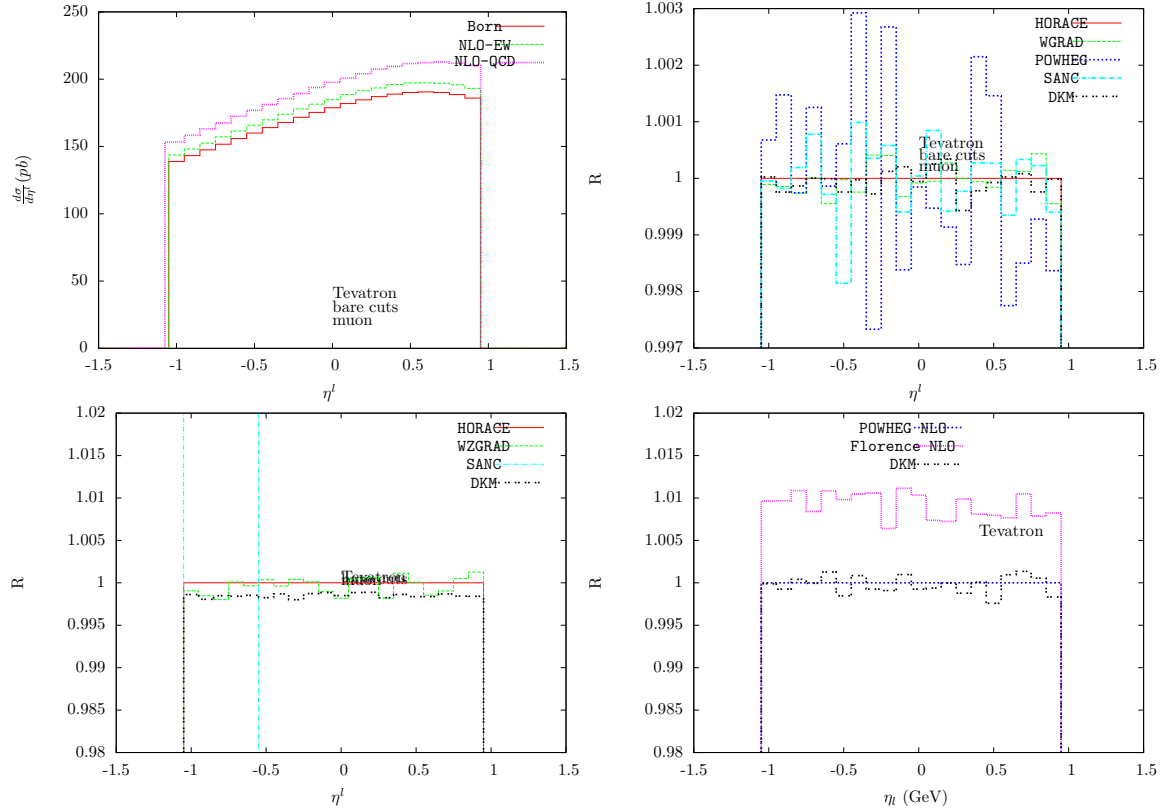 250
200
150
100
50
0
-1.5
-1
-0.5
0
0.5
1
1.5
dσ/dη^l (pb)
η^l
Born
NLO-EW
NLO-QCD
Tevatron
bare cuts
muon
1.003
1.002
1.001
1
0.999
0.998
0.997
-1.5
-1
-0.5
0
0.5
1
1.5
R
η^l
HORACE
WGRAD
POWHEG
SANC
DKM
Tevatron
bare cuts
muon
1.02
1.015
1.01
1.005
1
0.995
0.99
0.985
0.98
-1.5
-1
-0.5
0
0.5
1
1.5
R
η^l
HORACE
WZGRAD
SANC
DKM
Tevatron
1.02
1.015
1.01
1.005
1
0.995
0.99
0.985
0.98
-1.5
-1
-0.5
0
0.5
1
1.5
R
η_l (GeV)
POWHEG NLO
Florence NLO
DKM
Tevatron